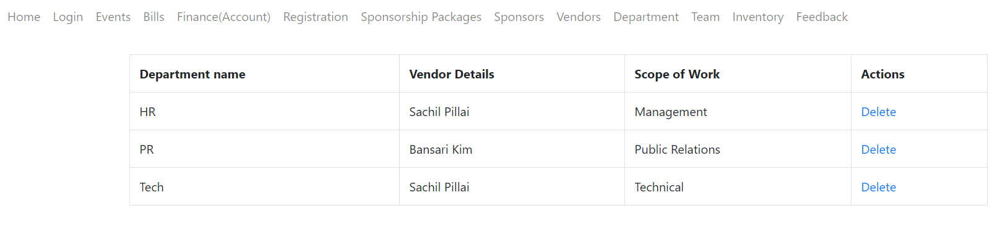 Home Login Events Bills Finance(Account) Registration Sponsorship Packages Sponsors Vendors Department Team Inventory Feedback
Department name Vendor Details Scope of Work Actions
HR Sachil Pillai Management Delete
PR Bansari Kim Public Relations Delete
Tech Sachil Pillai Technical Delete